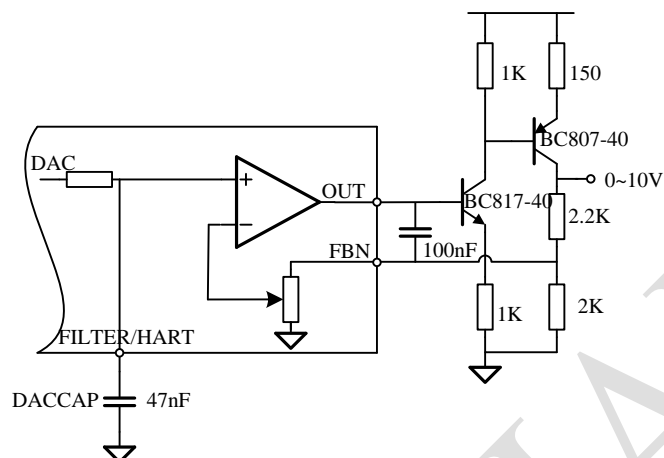 1K
150
BC807-40
DAC
OUT
0~10V
BC817-40
2.2K
100nF
FBN
1K
2K
FILTER/HART
DACCAP
47nF